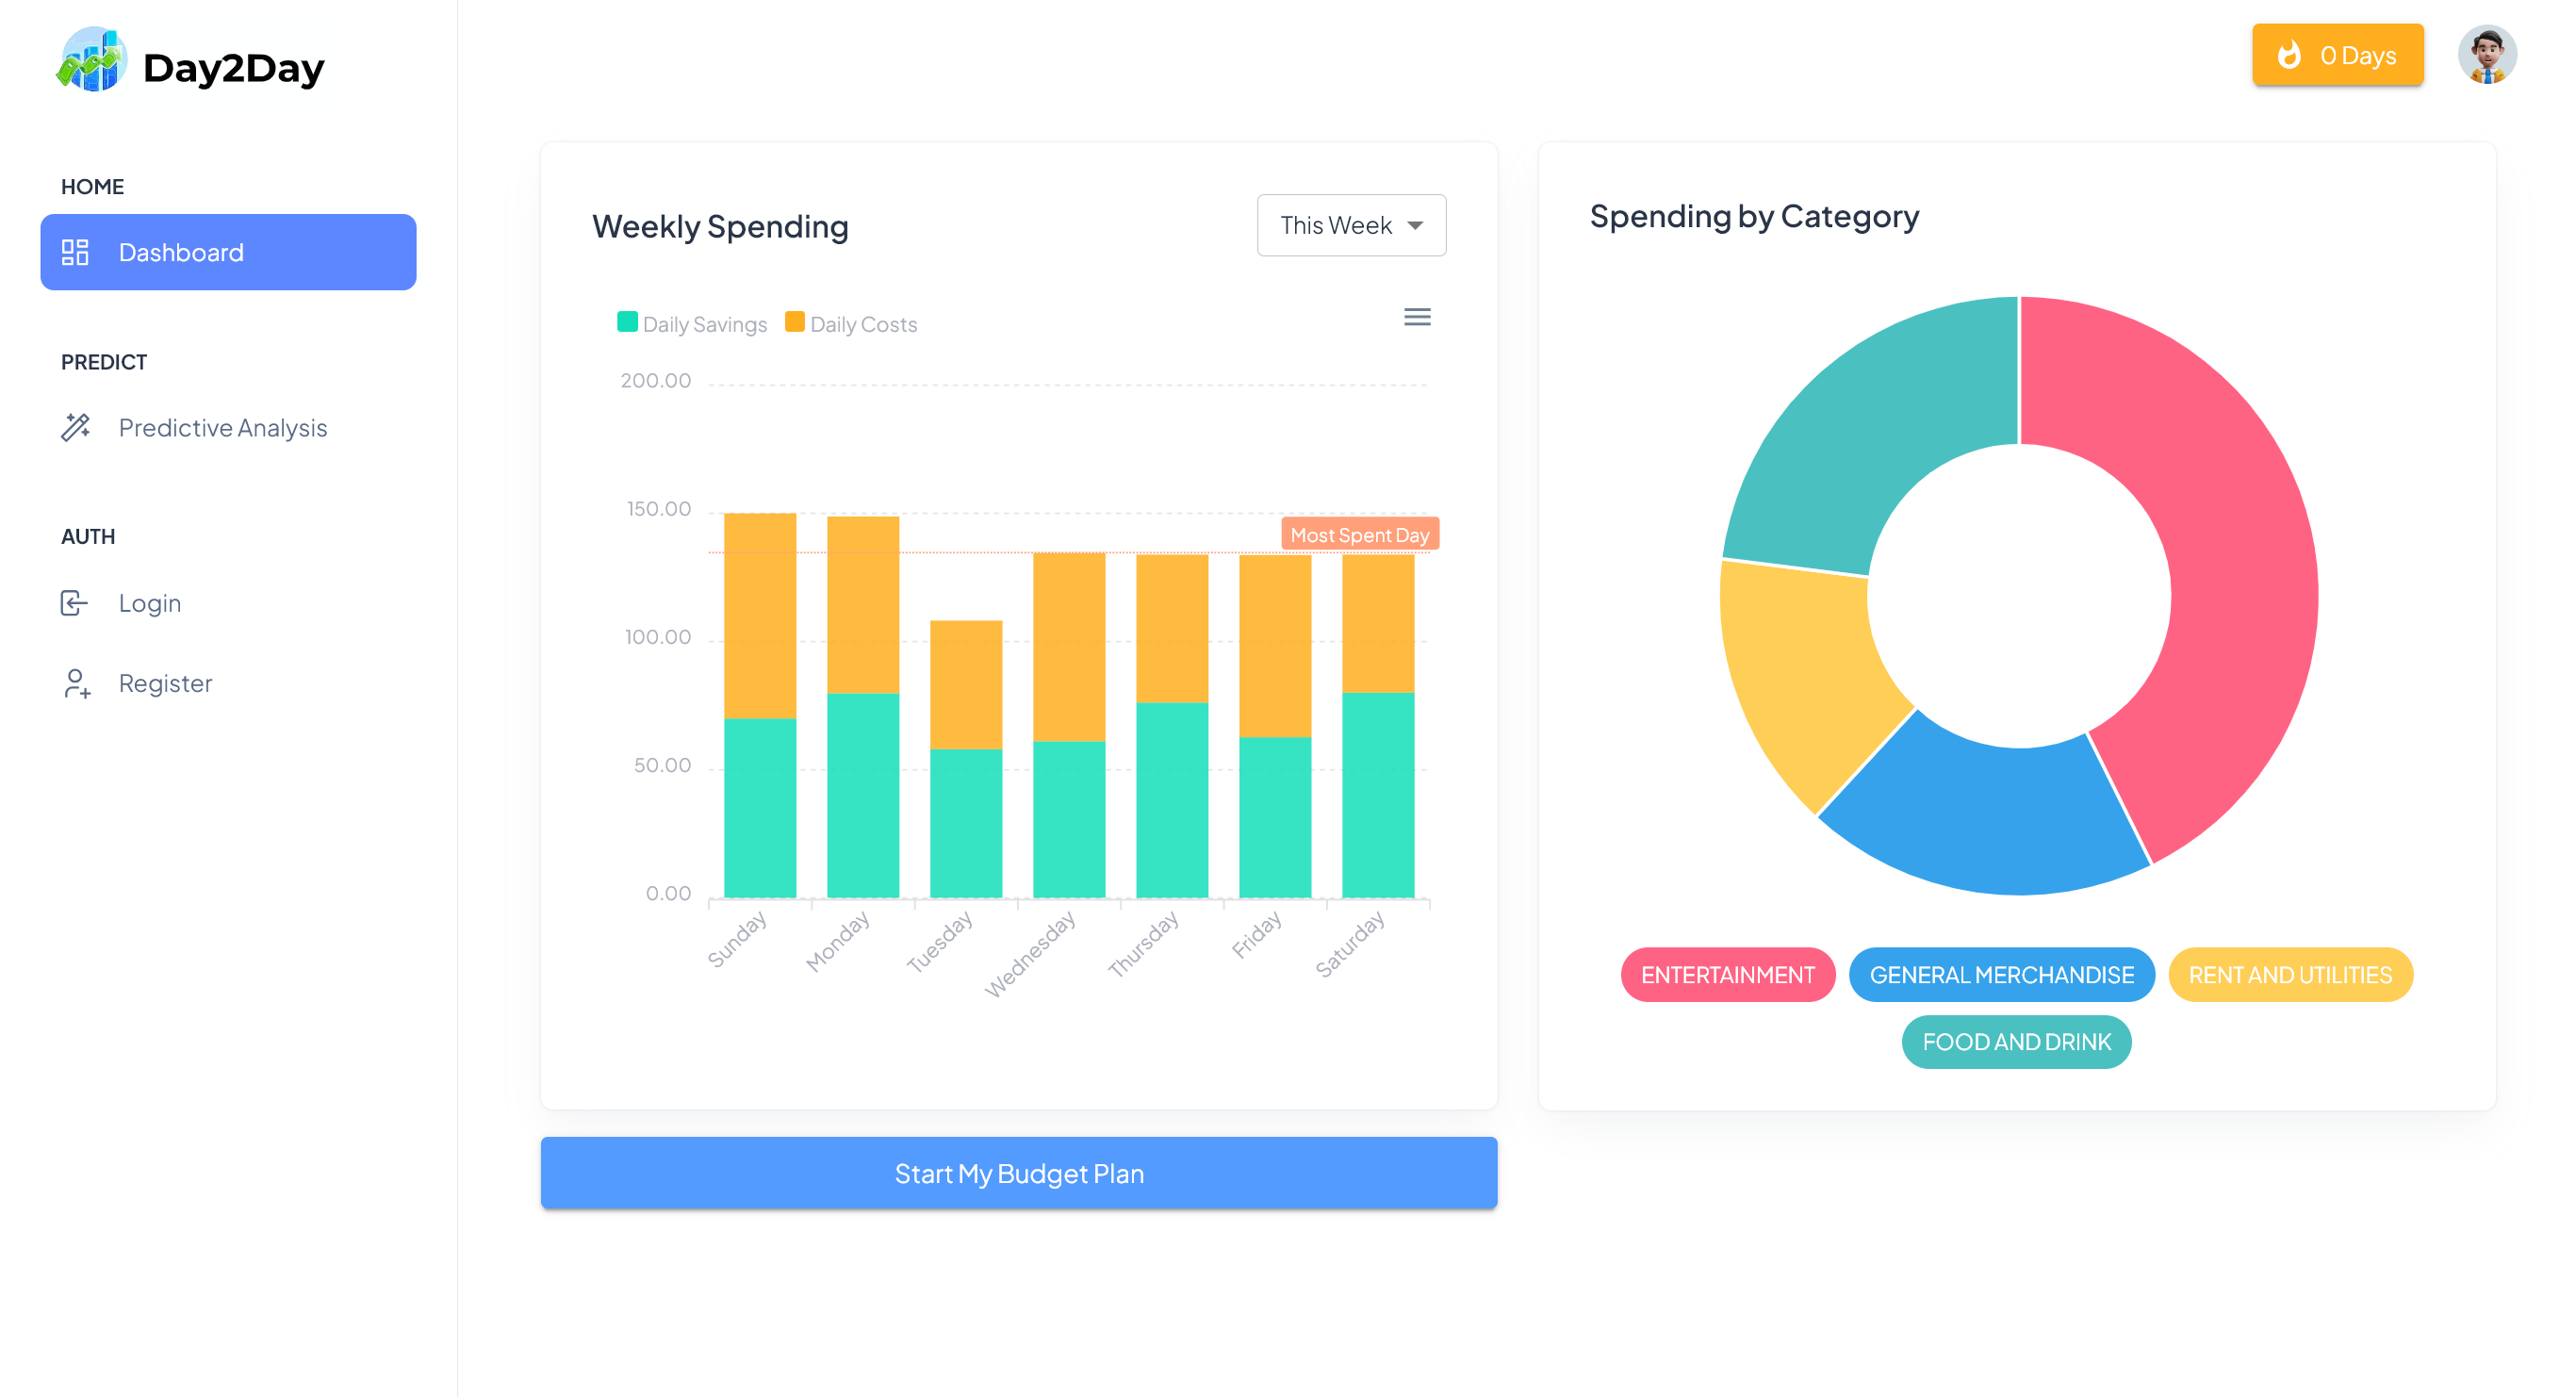 Day2Day
0 Days
HOME
Dashboard
PREDICT
Predictive Analysis
AUTH
Login
Register
Weekly Spending
This Week
Daily Savings Daily Costs
200.00
150.00
100.00
50.00
0.00
Most Spent Day
Sunday
Monday
Tuesday
Wednesday
Thursday
Friday
Saturday
Start My Budget Plan
Spending by Category
ENTERTAINMENT GENERAL MERCHANDISE RENT AND UTILITIES
FOOD AND DRINK